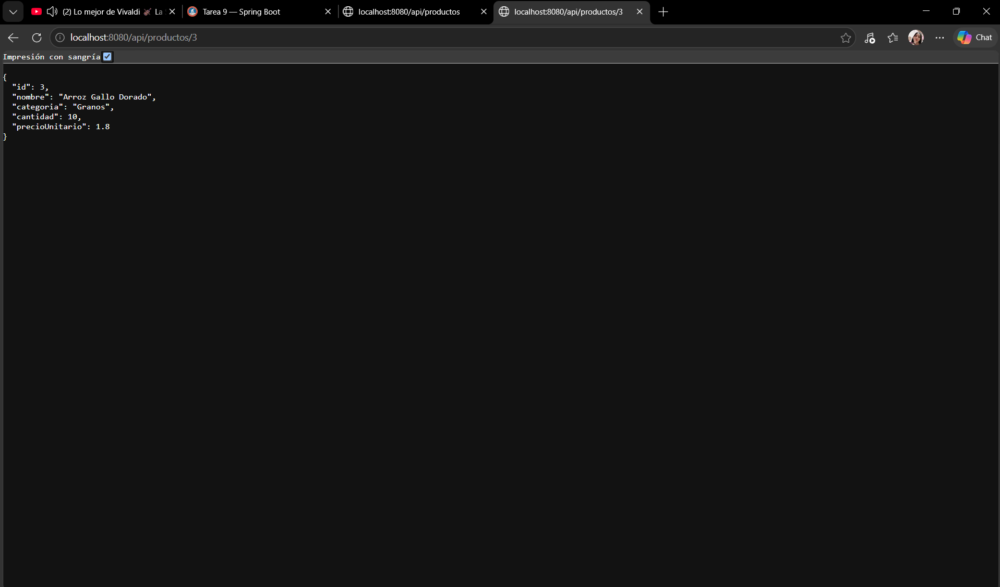 (2) Lo mejor de Vivaldi 🎻 La
Tarea 9 — Spring Boot
localhost:8080/api/productos
localhost:8080/api/productos/3
localhost:8080/api/productos/3
Chat
Impresión con sangría
{
  "id": 3,
  "nombre": "Arroz Gallo Dorado",
  "categoria": "Granos",
  "cantidad": 10,
  "precioUnitario": 1.8
}